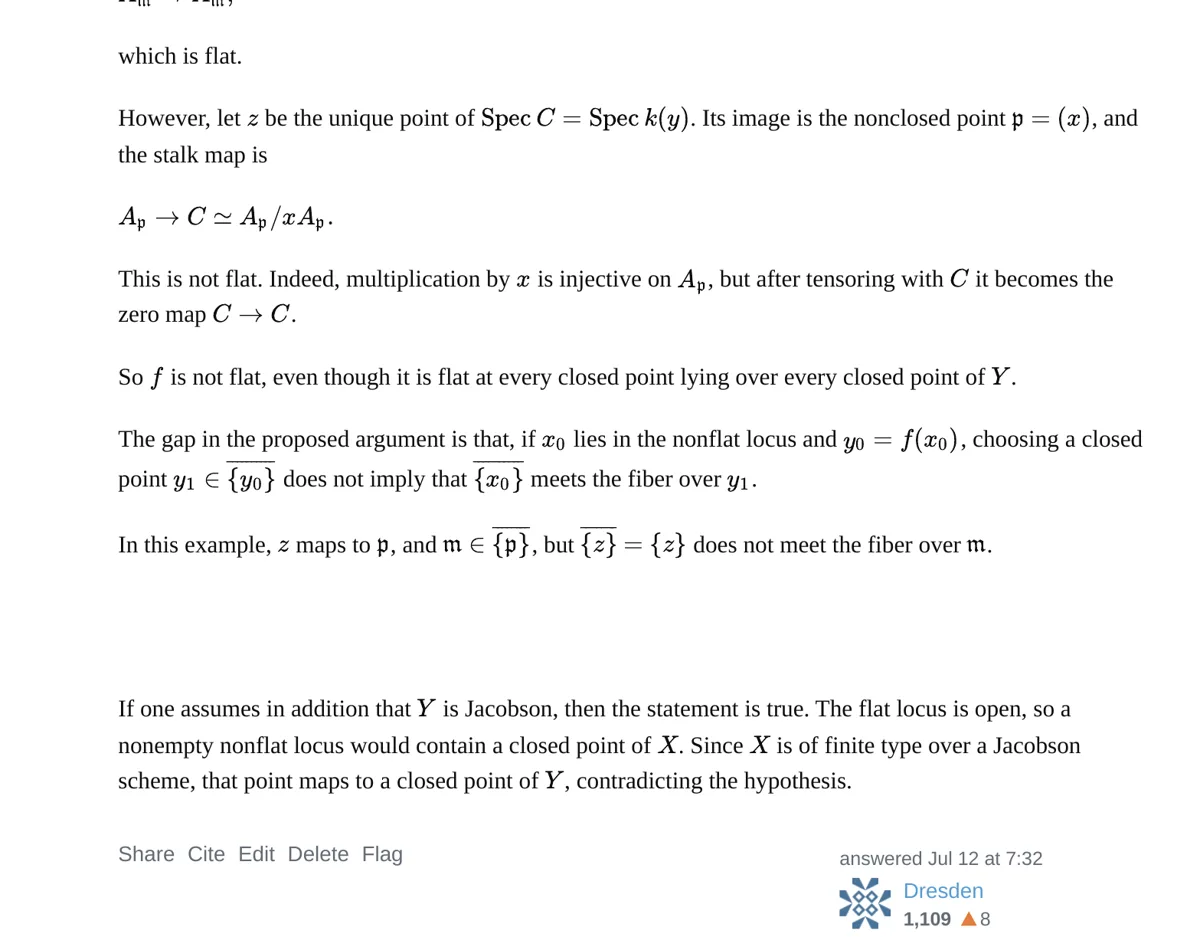 which is flat.
However, let z be the unique point of Spec C = Spec k(y). Its image is the nonclosed point 𝔭 = (x), and
the stalk map is
A_𝔭 → C ≃ A_𝔭/xA_𝔭.
This is not flat. Indeed, multiplication by x is injective on A_𝔭, but after tensoring with C it becomes the
zero map C → C.
So f is not flat, even though it is flat at every closed point lying over every closed point of Y.
The gap in the proposed argument is that, if x₀ lies in the nonflat locus and y₀ = f(x₀), choosing a closed
point y₁ ∈ \overline{{y₀}} does not imply that \overline{{x₀}} meets the fiber over y₁.
In this example, z maps to 𝔭, and 𝔪 ∈ \overline{{𝔭}}, but \overline{{z}} = {z} does not meet the fiber over 𝔪.
If one assumes in addition that Y is Jacobson, then the statement is true. The flat locus is open, so a
nonempty nonflat locus would contain a closed point of X. Since X is of finite type over a Jacobson
scheme, that point maps to a closed point of Y, contradicting the hypothesis.
Share Cite Edit Delete Flag
answered Jul 12 at 7:32
Dresden
1,109 ▲8